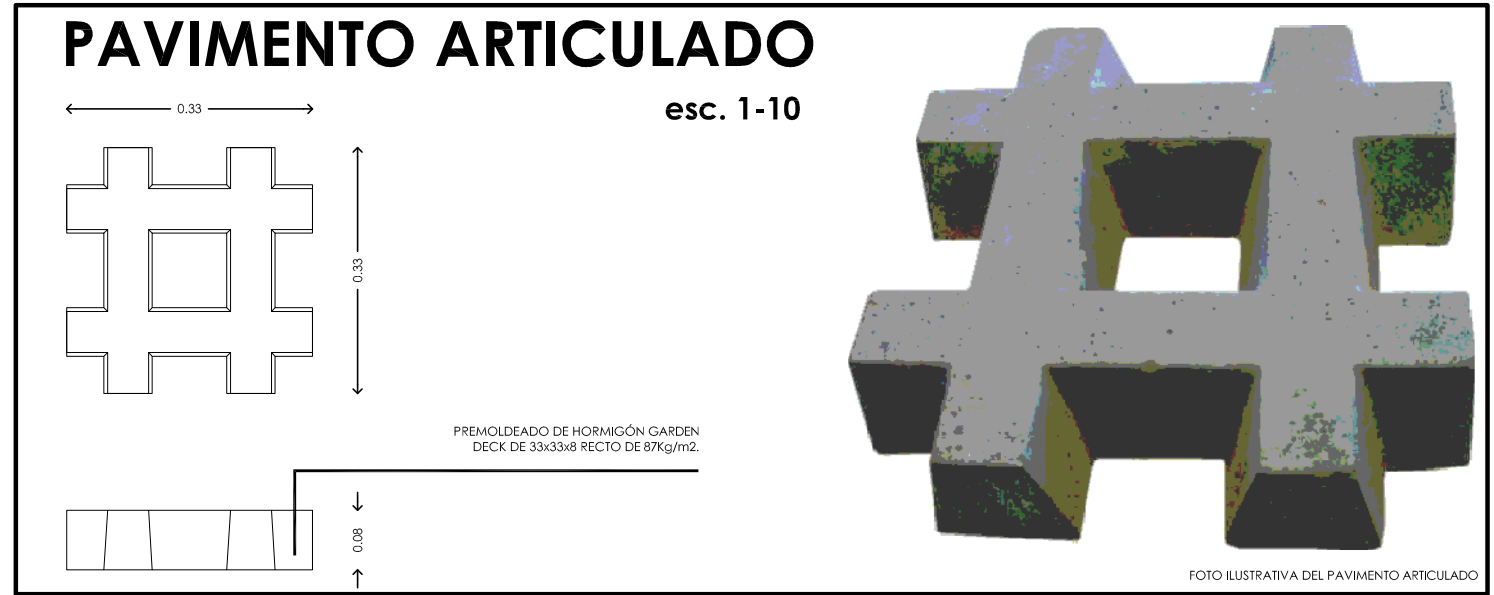 PAVIMENTO ARTICULADO
esc. 1-10
0.33
0.33
PREMOLDEADO DE HORMIGÓN GARDEN
DECK DE 33x33x8 RECTO DE 87Kg/m2.
0.08
FOTO ILUSTRATIVA DEL PAVIMENTO ARTICULADO